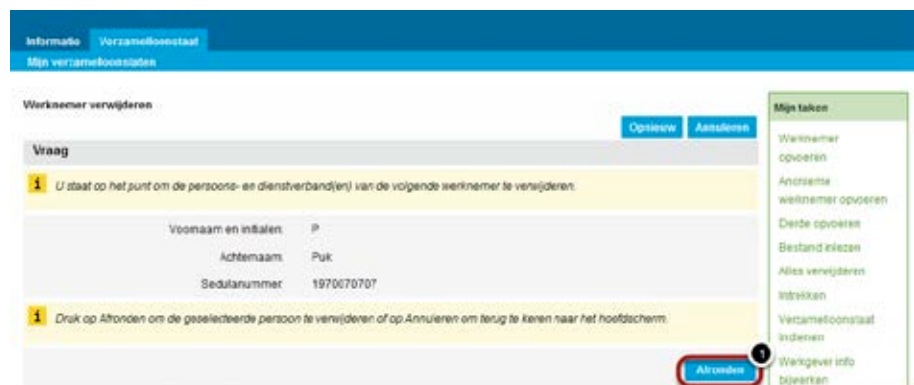 Informatie Verzamelloonstaat
Mijn verzamelloonstaten
Werknemer verwijderen
Opnieuw Annuleren
Vraag
i U staat op het punt om de persoons- en dienstverband(en) van de volgende werknemer te verwijderen.
Voornaam en initialen: P
Achternaam: Puk
Sedulanummer: 1970070707
i Druk op Afronden om de geselecteerde persoon te verwijderen of op Annuleren om terug te keren naar het hoofdscherm.
1
Afronden
Mijn taken
Werknemer
opvoeren
Anonieme
werknemer opvoeren
Derde opvoeren
Bestand inlezen
Alles verwijderen
Intrekken
Verzamelloonstaat
indienen
Werkgever info
bijwerken